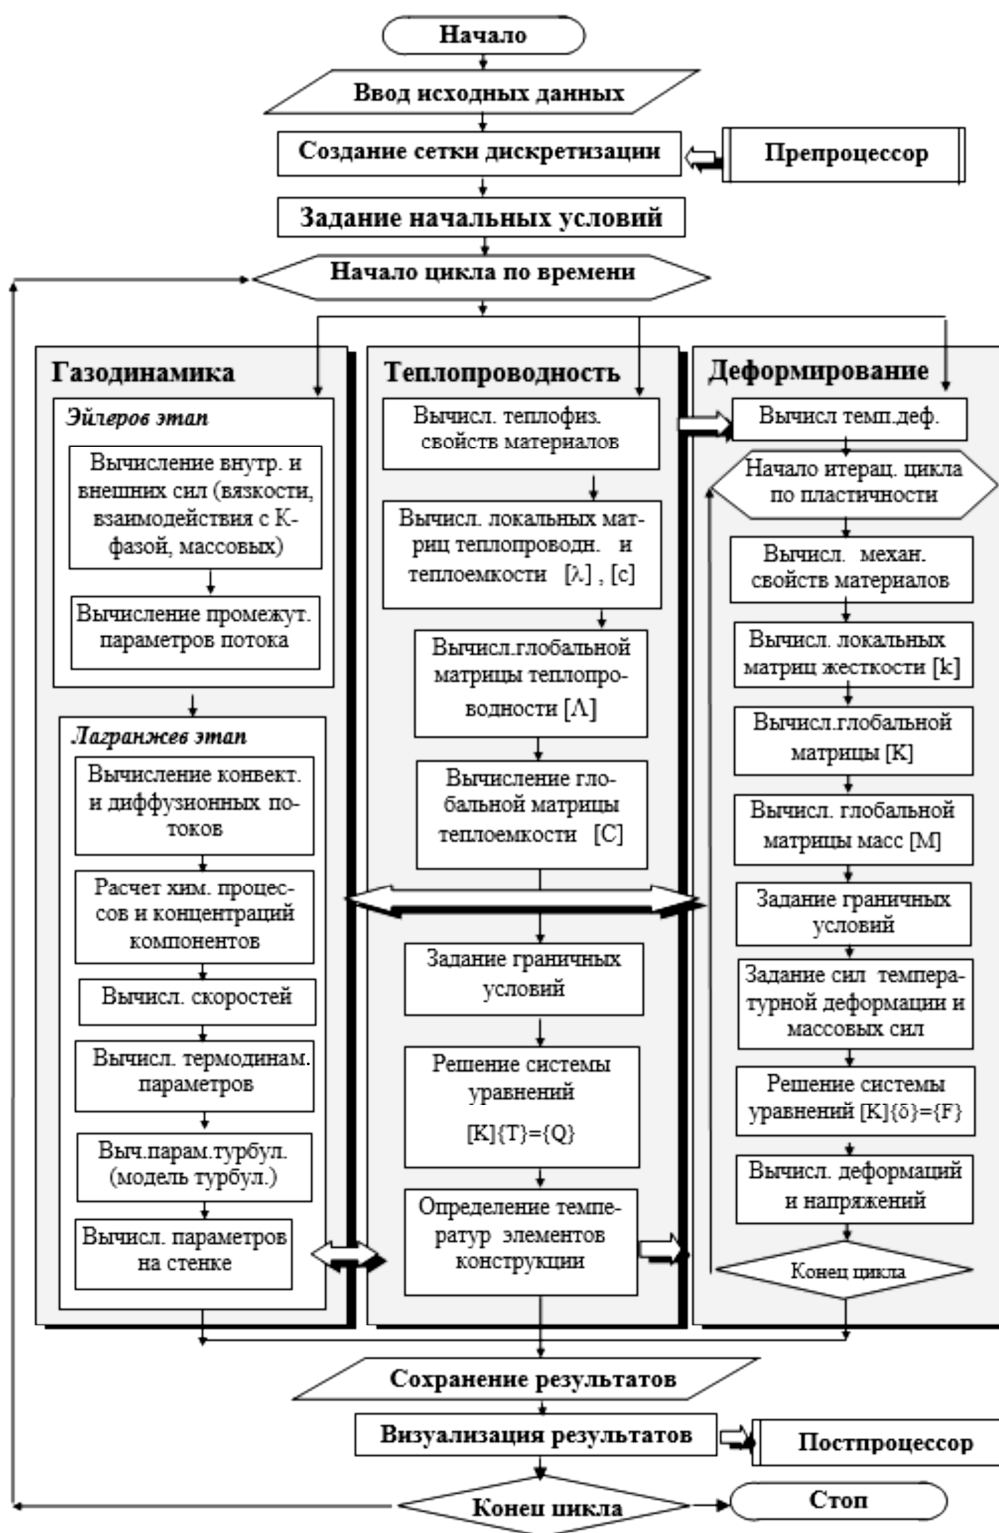 Начало
Ввод исходных данных
Создание сетки дискретизации
Препроцессор
Задание начальных условий
Начало цикла по времени
Газодинамика
Эйлеров этап
Вычисление внутр. и
внешних сил (вязкости,
взаимодействия с К-
фазой, массовых)
Вычисление промежут.
параметров потока
Лагранжев этап
Вычисление конвект.
и диффузионных по-
токов
Расчет хим. процес-
сов и концентраций
компонентов
Вычисл. скоростей
Вычисл. термодинам.
параметров
Выч.парам.турбул.
(модель турбул.)
Вычисл. параметров
на стенке
Теплопроводность
Вычисл. теплофиз.
свойств материалов
Вычисл. локальных мат-
риц теплопроводн. и
теплоемкости [λ] , [c]
Вычисл.глобальной
матрицы теплопро-
водности [Λ]
Вычисление гло-
бальной матрицы
теплоемкости [C]
Задание граничных
условий
Решение системы
уравнений
[K]{T}={Q}
Определение темпе-
ратур элементов
конструкции
Деформирование
Вычисл темп.деф.
Начало итерац. цикла
по пластичности
Вычисл. механ.
свойств материалов
Вычисл. локальных
матриц жесткости [k]
Вычисл.глобальной
матрицы [K]
Вычисл. глобальной
матрицы масс [M]
Задание граничных
условий
Задание сил темпера-
турной деформации и
массовых сил
Решение системы
уравнений [K]{δ}={F}
Вычисл. деформаций
и напряжений
Конец цикла
Сохранение результатов
Визуализация результатов
Постпроцессор
Конец цикла
Стоп